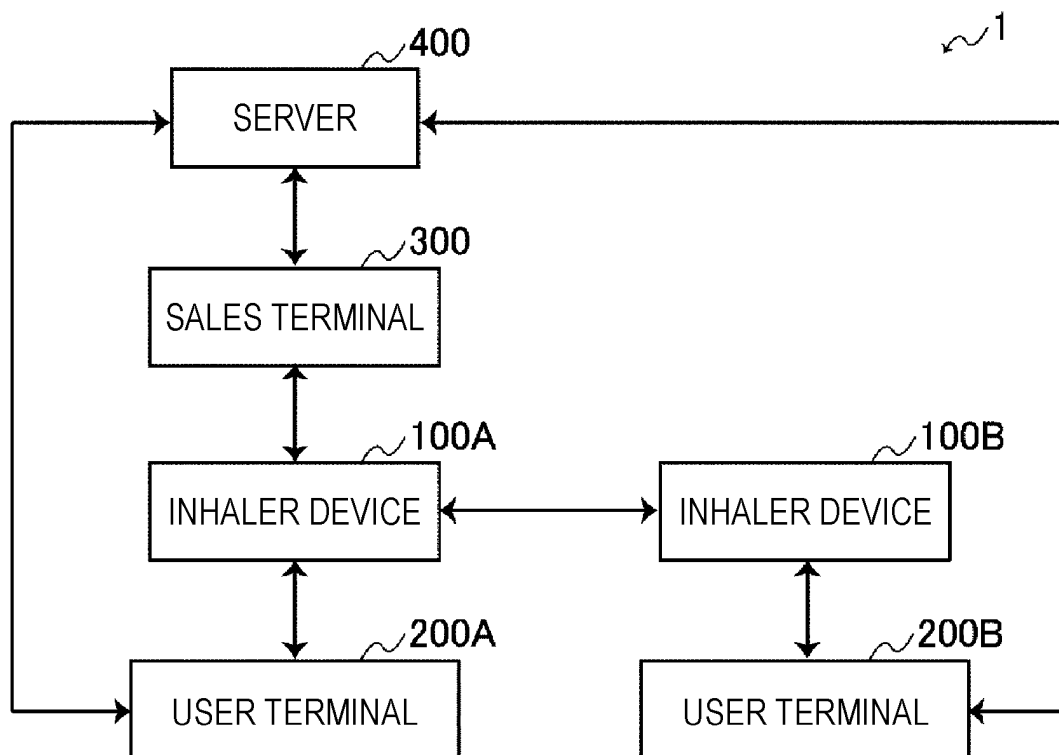 1
400
SERVER
300
SALES TERMINAL
100A
100B
INHALER DEVICE
INHALER DEVICE
200A
200B
USER TERMINAL
USER TERMINAL